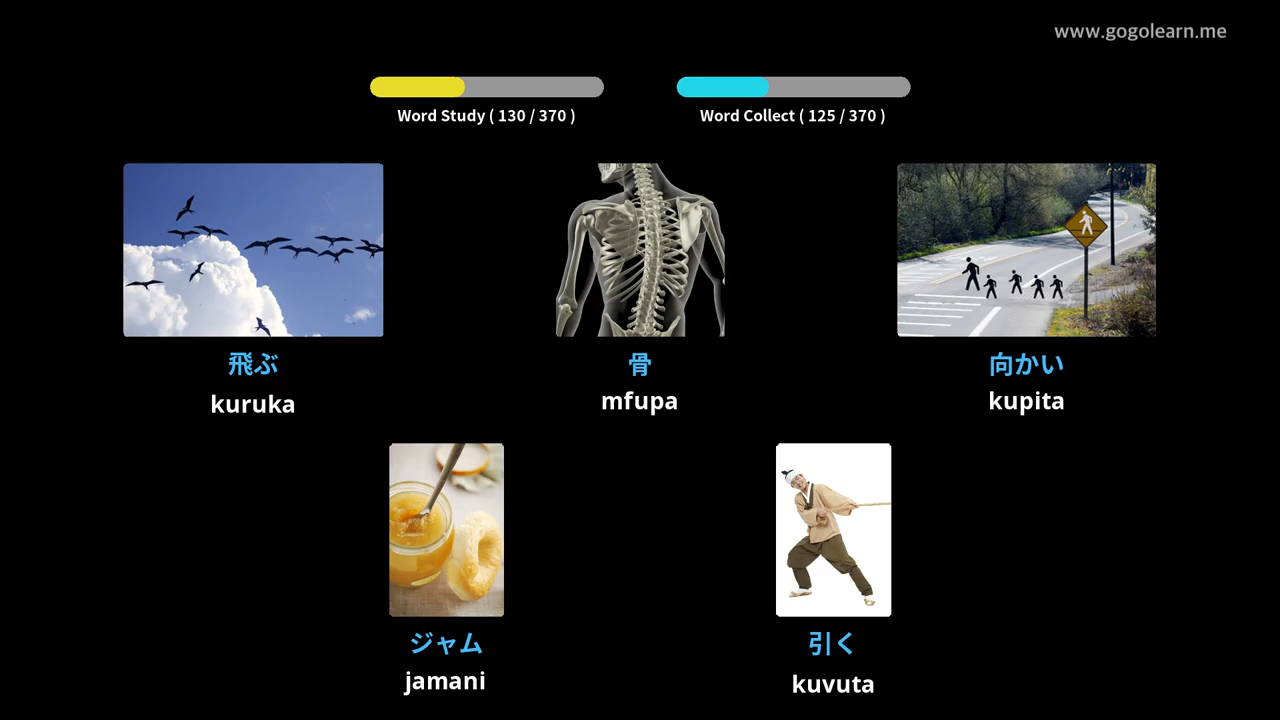 www.gogolearn.me
Word Study ( 130 / 370 )
Word Collect ( 125 / 370 )
飛ぶ
kuruka
骨
mfupa
向かい
kupita
ジャム
jamani
引く
kuvuta